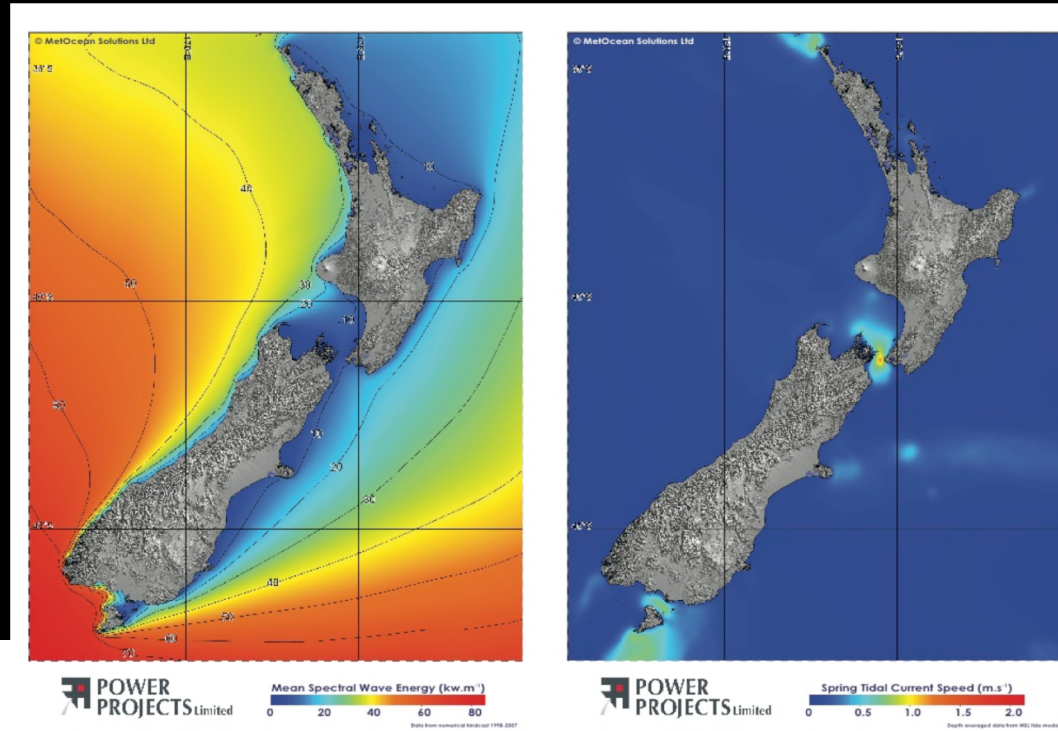 © MetOcean Solutions Ltd
40
50
30
20
10
20
40
50
60
POWER
PROJECTS Limited
Mean Spectral Wave Energy (kw.m⁻¹)
0 20 40 60 80
Data from numerical hindcast 1998-2007
© MetOcean Solutions Ltd
POWER
PROJECTS Limited
Spring Tidal Current Speed (m.s⁻¹)
0 0.5 1.0 1.5 2.0